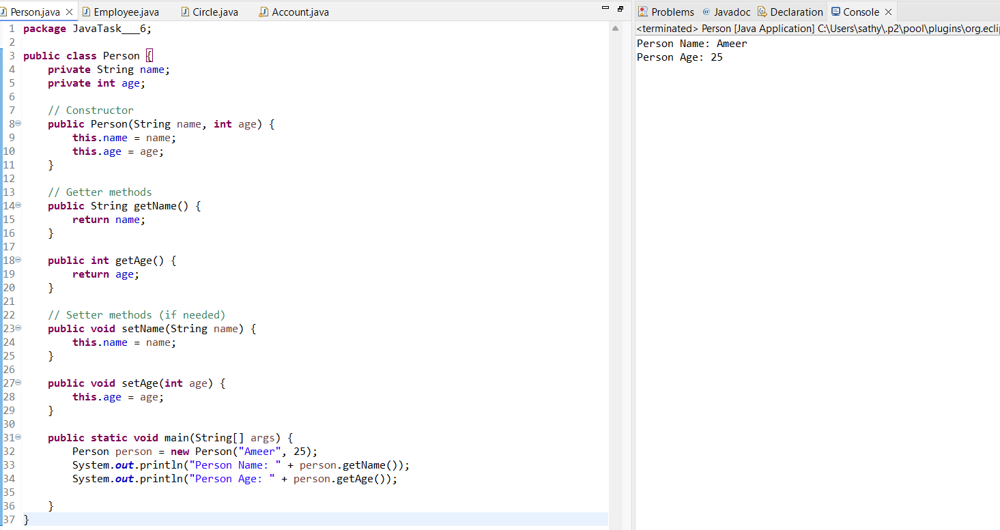 Person.java Employee.java Circle.java Account.java
1 package JavaTask___6;
2
3 public class Person {
4     private String name;
5     private int age;
6
7     // Constructor
8     public Person(String name, int age) {
9         this.name = name;
10         this.age = age;
11     }
12
13     // Getter methods
14     public String getName() {
15         return name;
16     }
17
18     public int getAge() {
19         return age;
20     }
21
22     // Setter methods (if needed)
23     public void setName(String name) {
24         this.name = name;
25     }
26
27     public void setAge(int age) {
28         this.age = age;
29     }
30
31     public static void main(String[] args) {
32         Person person = new Person("Ameer", 25);
33         System.out.println("Person Name: " + person.getName());
34         System.out.println("Person Age: " + person.getAge());
35
36     }
37 }
Problems @ Javadoc Declaration Console
<terminated> Person [Java Application] C:\Users\sathy\.p2\pool\plugins\org.eclip
Person Name: Ameer
Person Age: 25